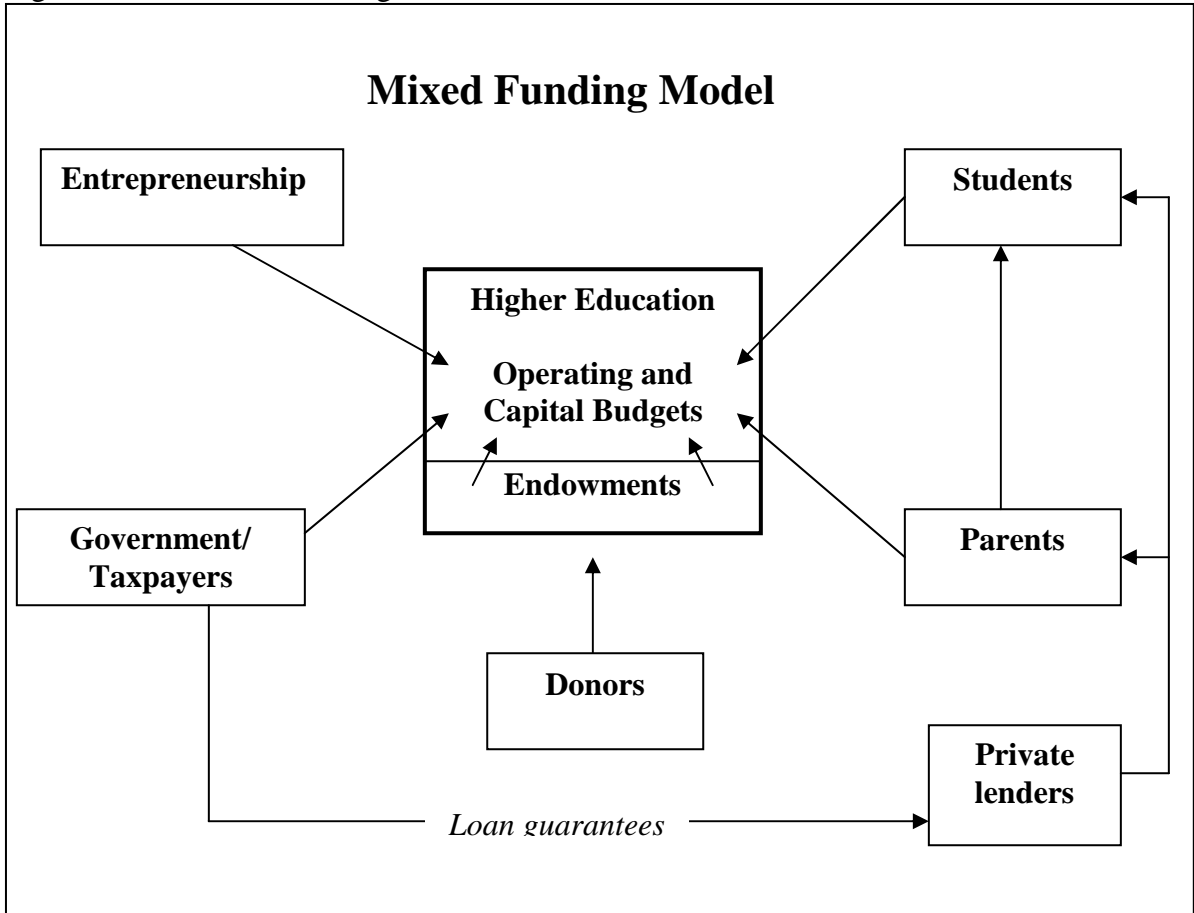 Mixed Funding Model
Entrepreneurship
Students
Higher Education
Operating and
Capital Budgets
Endowments
Government/
Taxpayers
Parents
Donors
Private
lenders
Loan guarantees